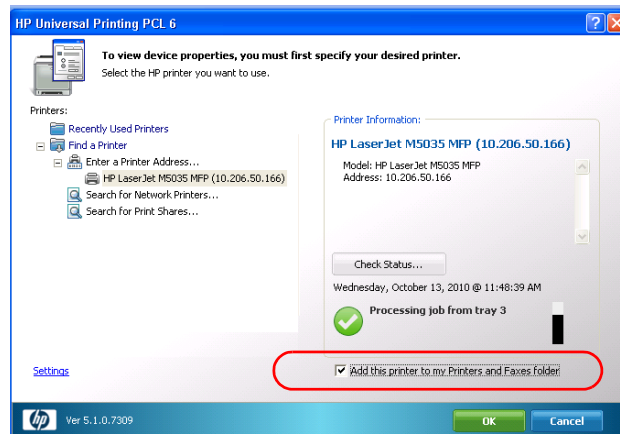 HP Universal Printing PCL 6
To view device properties, you must first specify your desired printer.
Select the HP printer you want to use.
Printers:
Recently Used Printers
Find a Printer
Enter a Printer Address...
HP LaserJet M5035 MFP (10.206.50.166)
Search for Network Printers...
Search for Print Shares...
Printer Information:
HP LaserJet M5035 MFP (10.206.50.166)
Model: HP LaserJet M5035 MFP
Address: 10.206.50.166
Check Status...
Wednesday, October 13, 2010 @ 11:48:39 AM
Processing job from tray 3
Settings
Add this printer to my Printers and Faxes folder
hp
Ver 5.1.0.7309
OK
Cancel